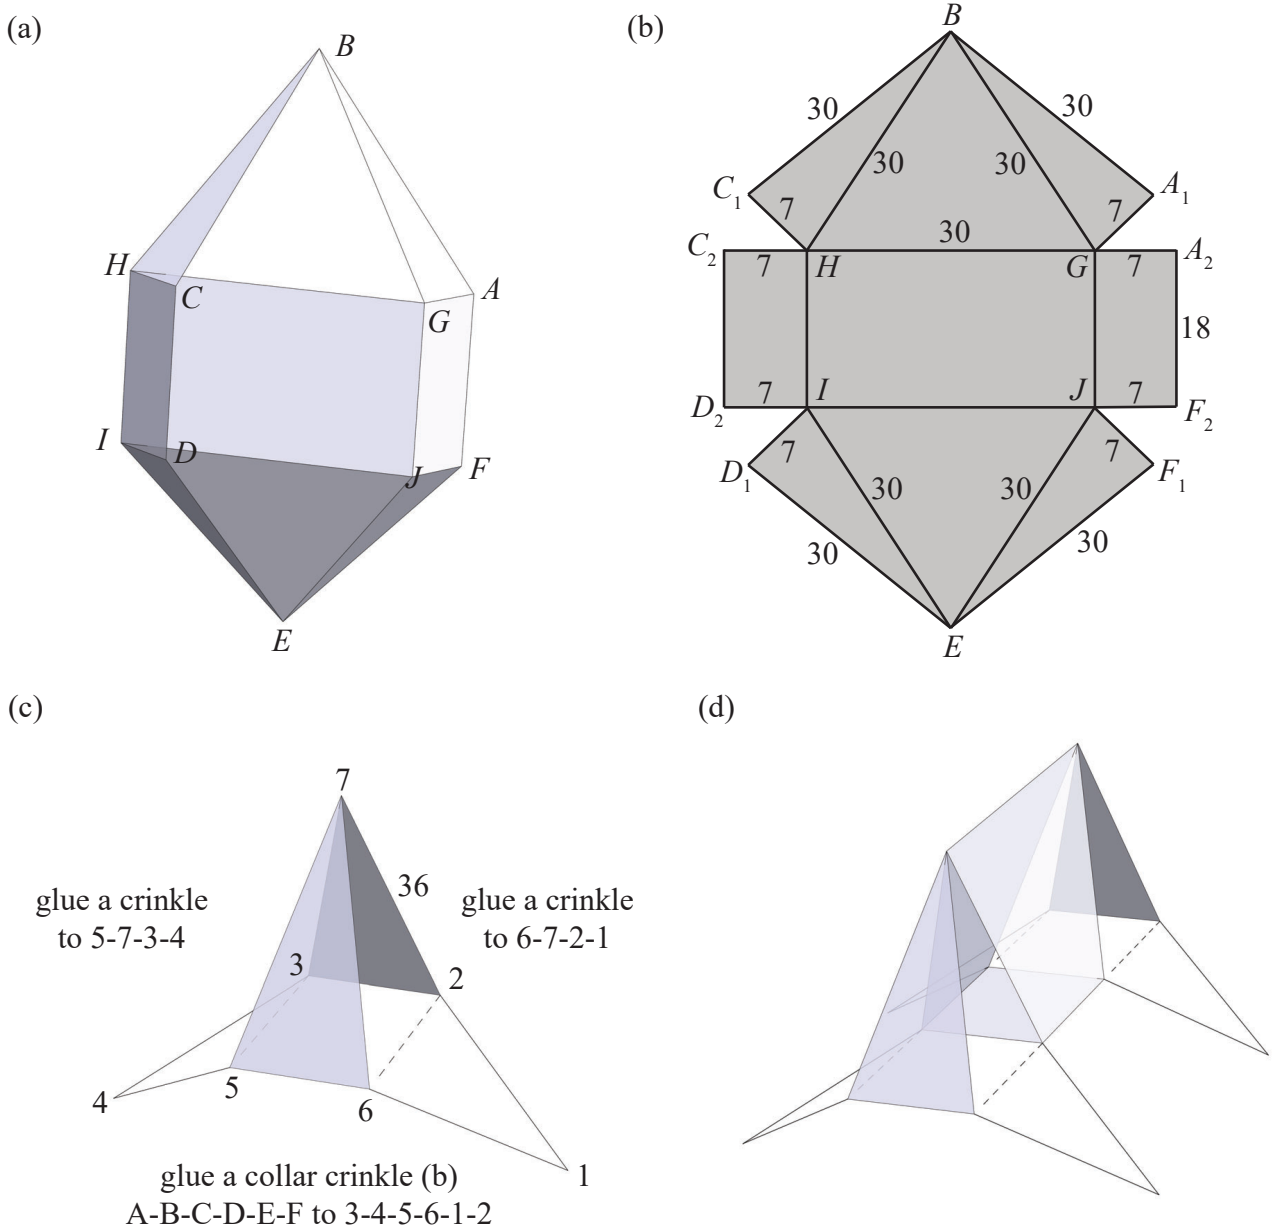 (a)
B
H
C
A
G
I
D
J
F
E
(b)
B
30
30
30
30
C1
A1
7
7
C2
30
A2
7
H
G
7
18
7
I
J
7
D2
F2
7
7
D1
F1
30
30
30
30
E
(c)
7
36
glue a crinkle
to 5-7-3-4
glue a crinkle
to 6-7-2-1
3
2
4
5
6
1
glue a collar crinkle (b)
A-B-C-D-E-F to 3-4-5-6-1-2
(d)